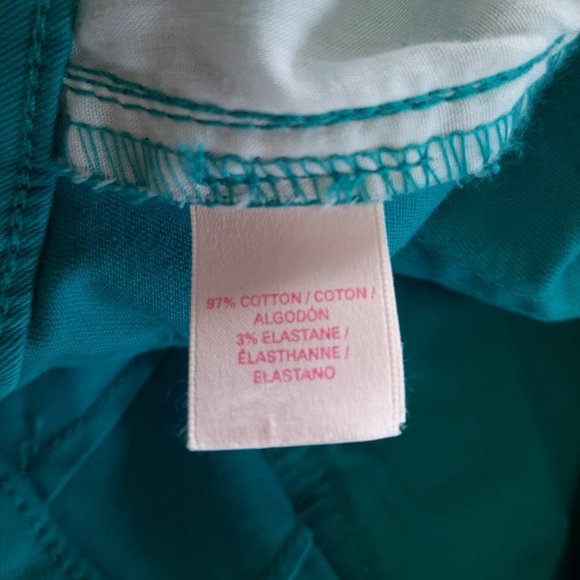 97% COTTON / COTON /
ALGODÓN
3% ELASTANE /
ÉLASTHANNE /
ELASTANO